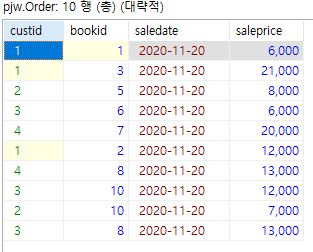 pjw.Order: 10 행 (총) (대략적)
custid bookid saledate saleprice
1 1 2020-11-20 6,000
1 3 2020-11-20 21,000
2 5 2020-11-20 8,000
3 6 2020-11-20 6,000
4 7 2020-11-20 20,000
1 2 2020-11-20 12,000
4 8 2020-11-20 13,000
3 10 2020-11-20 12,000
2 10 2020-11-20 7,000
3 8 2020-11-20 13,000